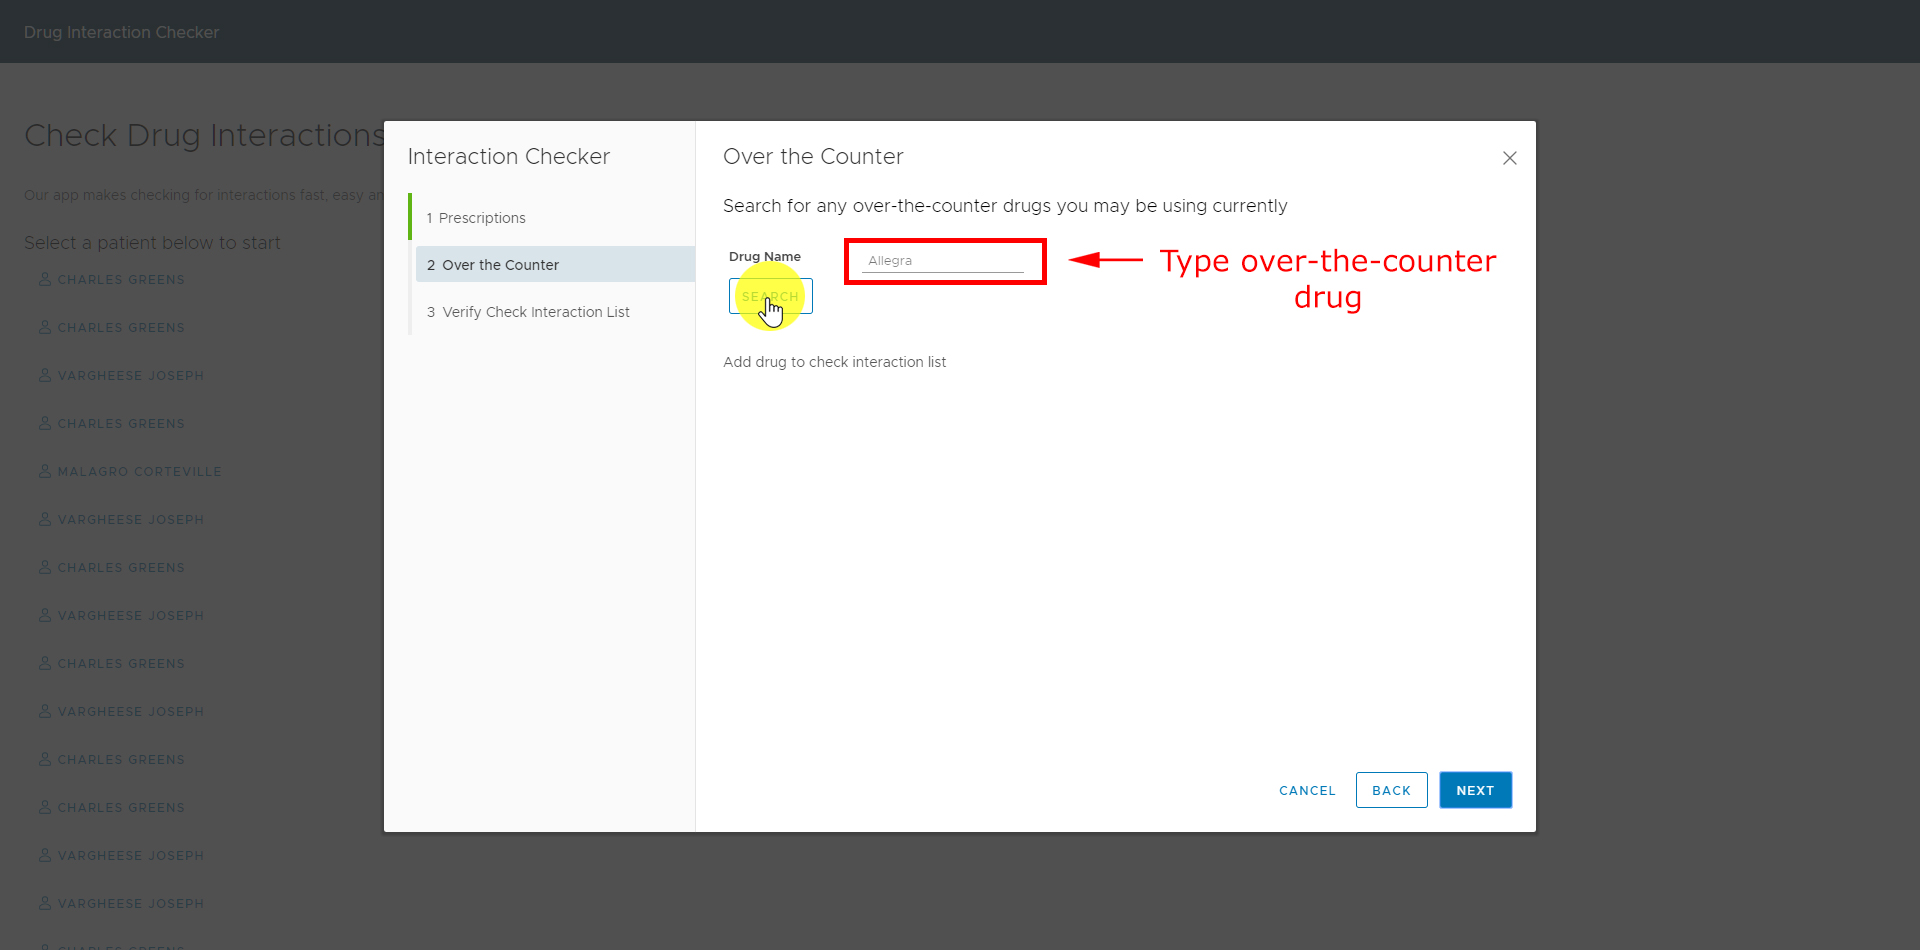 Drug Interaction Checker
Check Drug Interactions
Our app makes checking for interactions fast, easy an
Select a patient below to start
CHARLES GREENS
CHARLES GREENS
VARGHEESE JOSEPH
CHARLES GREENS
MALAGRO CORTEVILLE
VARGHEESE JOSEPH
CHARLES GREENS
VARGHEESE JOSEPH
CHARLES GREENS
VARGHEESE JOSEPH
CHARLES GREENS
CHARLES GREENS
VARGHEESE JOSEPH
VARGHEESE JOSEPH
CHARLES GREENS
Interaction Checker
1 Prescriptions
2 Over the Counter
3 Verify Check Interaction List
Over the Counter
Search for any over-the-counter drugs you may be using currently
Drug Name
Allegra
Type over-the-counter
drug
SEARCH
Add drug to check interaction list
CANCEL
BACK
NEXT